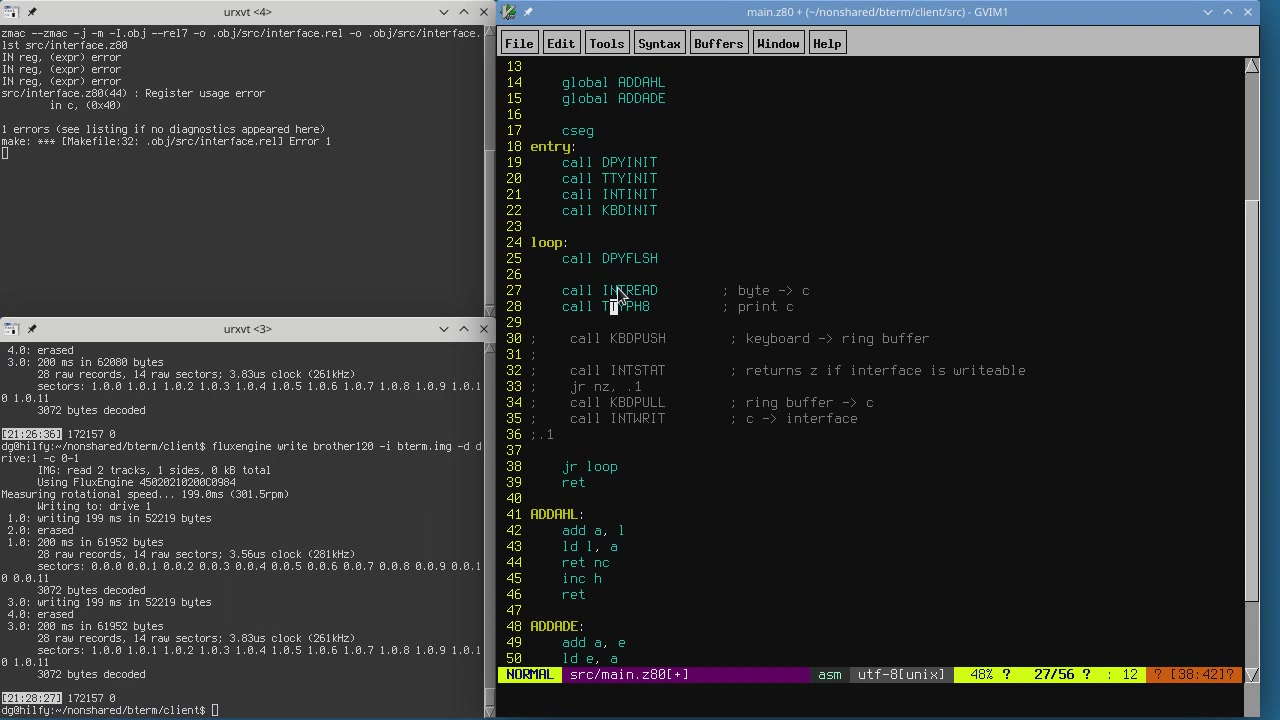 urxvt <4>
zmac --zmac -j -m -I.obj --rel7 -o .obj/src/interface.rel -o .obj/src/interface.
lst src/interface.z80
IN reg, (expr) error
IN reg, (expr) error
IN reg, (expr) error
src/interface.z80(44) : Register usage error
in c, (0x40)
1 errors (see listing if no diagnostics appeared here)
make: *** [Makefile:32: .obj/src/interface.rel] Error 1
urxvt <3>
4.0: erased
3.0: 200 ms in 62080 bytes
28 raw records, 14 raw sectors; 3.83us clock (261kHz)
sectors: 1.0.0 1.0.1 1.0.2 1.0.3 1.0.4 1.0.5 1.0.6 1.0.7 1.0.8 1.0.9 1.0.1
0 1.0.11
3072 bytes decoded
[21:26:36] 172157 0
dg@hilfy:~/nonshared/bterm/client$ fluxengine write brother120 -i bterm.img -d d
rive:1 -c 0-1
IMG: read 2 tracks, 1 sides, 0 kB total
Using FluxEngine 45020210200C0984
Measuring rotational speed... 199.0ms (301.5rpm)
Writing to: drive 1
1.0: writing 199 ms in 52219 bytes
2.0: erased
1.0: 200 ms in 61952 bytes
28 raw records, 14 raw sectors; 3.56us clock (281kHz)
sectors: 0.0.0 0.0.1 0.0.2 0.0.3 0.0.4 0.0.5 0.0.6 0.0.7 0.0.8 0.0.9 0.0.1
0 0.0.11
3072 bytes decoded
3.0: writing 199 ms in 52219 bytes
4.0: erased
3.0: 200 ms in 61952 bytes
28 raw records, 14 raw sectors; 3.83us clock (261kHz)
sectors: 1.0.0 1.0.1 1.0.2 1.0.3 1.0.4 1.0.5 1.0.6 1.0.7 1.0.8 1.0.9 1.0.1
0 1.0.11
3072 bytes decoded
[21:28:27] 172157 0
dg@hilfy:~/nonshared/bterm/client$
main.z80 + (~/nonshared/bterm/client/src) - GVIM1
File Edit Tools Syntax Buffers Window Help
13
14 global ADDAHL
15 global ADDADE
16
17 cseg
18 entry:
19 call DPYINIT
20 call TTYINIT
21 call INTINIT
22 call KBDINIT
23
24 loop:
25 call DPYFLSH
26
27 call INTREAD ; byte -> c
28 call TTYPH8 ; print c
29
30 ; call KBDPUSH ; keyboard -> ring buffer
31 ;
32 ; call INTSTAT ; returns z if interface is writeable
33 ; jr nz, .1
34 ; call KBDPULL ; ring buffer -> c
35 ; call INTWRIT ; c -> interface
36 ;.1
37
38 jr loop
39 ret
40
41 ADDAHL:
42 add a, l
43 ld l, a
44 ret nc
45 inc h
46 ret
47
48 ADDADE:
49 add a, e
50 ld e, a
NORMAL src/main.z80[+] asm utf-8[unix] 48% ? 27/56 ? : 12 ? [38:42]?